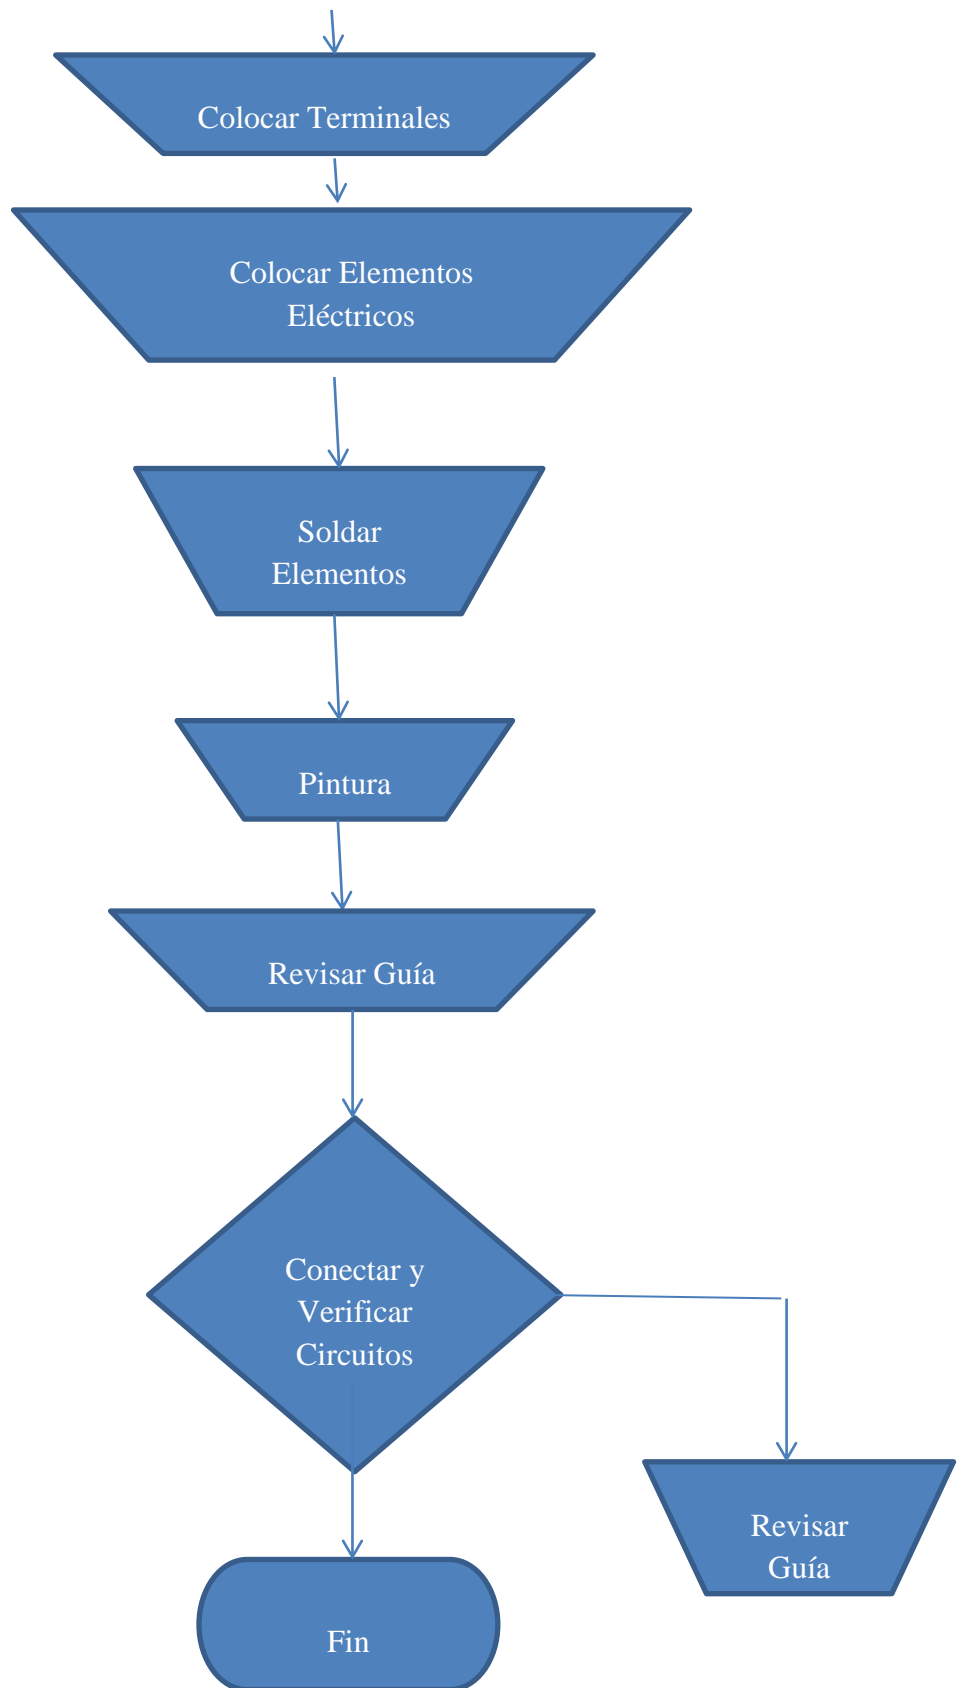 Colocar Terminales
Colocar Elementos
Eléctricos
Soldar
Elementos
Pintura
Revisar Guía
Conectar y
Verificar
Circuitos
Revisar
Guía
Fin